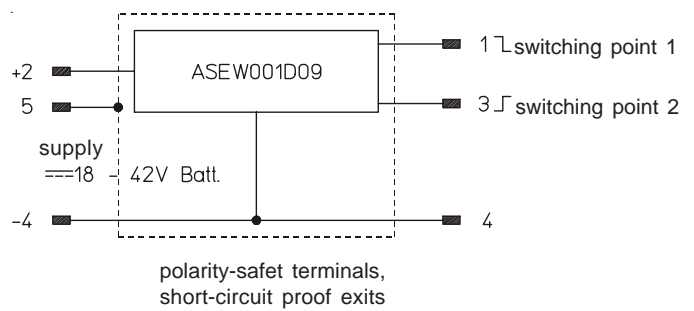 1 switching point 1
ASEW001D09
+2
5
3 switching point 2
supply
18 - 42V Batt.
-4
4
polarity-safet terminals,
short-circuit proof exits